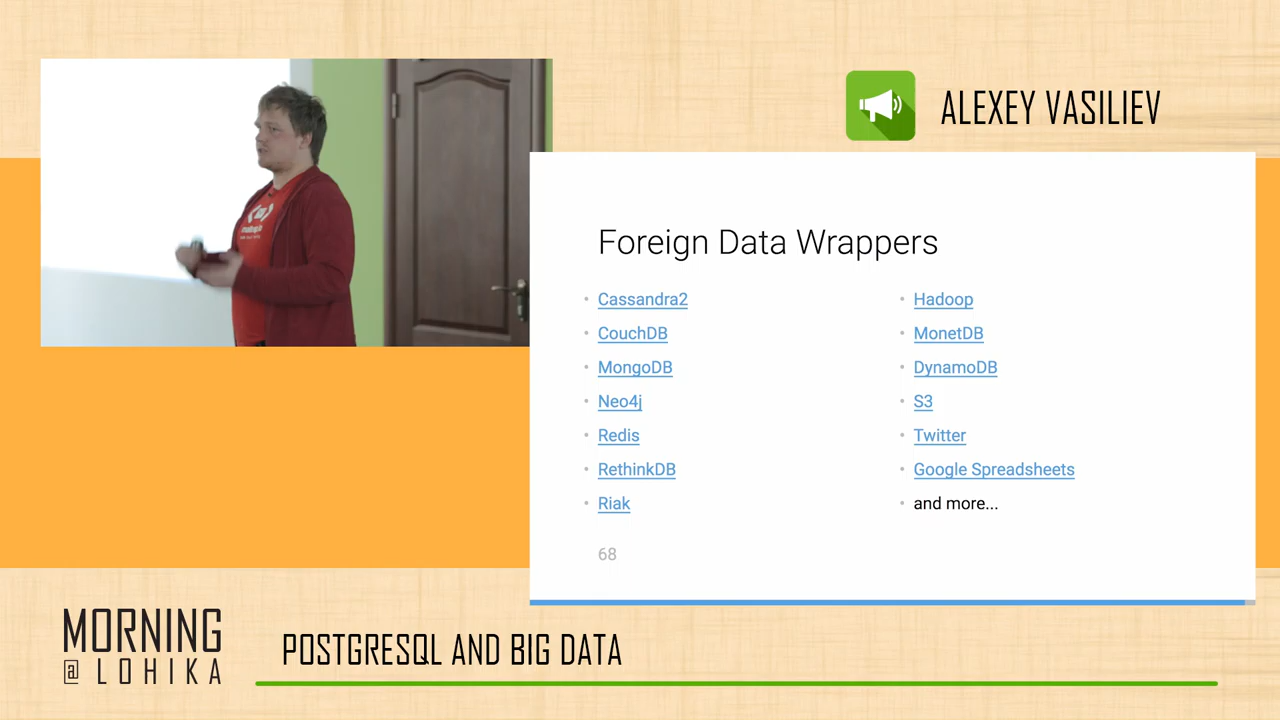 ALEXEY VASILIEV
Foreign Data Wrappers
• Cassandra2
• CouchDB
• MongoDB
• Neo4j
• Redis
• RethinkDB
• Riak
• Hadoop
• MonetDB
• DynamoDB
• S3
• Twitter
• Google Spreadsheets
• and more...
68
MORNING
@LOHIKA
POSTGRESQL AND BIG DATA